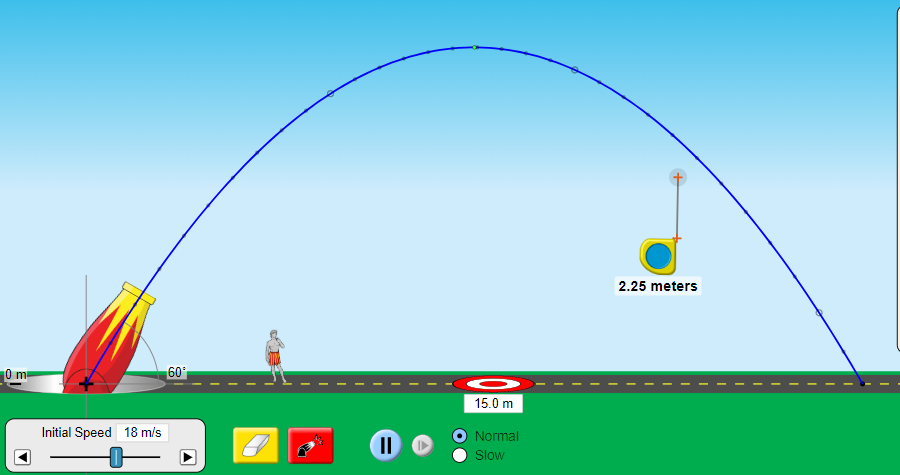 2.25 meters
0 m
60°
15.0 m
Initial Speed 18 m/s
Normal
Slow